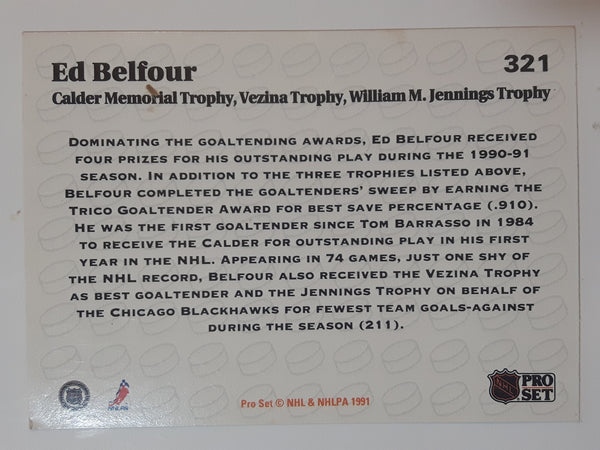 Ed Belfour 321
Calder Memorial Trophy, Vezina Trophy, William M. Jennings Trophy
DOMINATING THE GOALTENDING AWARDS, ED BELFOUR RECEIVED
FOUR PRIZES FOR HIS OUTSTANDING PLAY DURING THE 1990-91
SEASON. IN ADDITION TO THE THREE TROPHIES LISTED ABOVE,
BELFOUR COMPLETED THE GOALTENDERS' SWEEP BY EARNING THE
TRICO GOALTENDER AWARD FOR BEST SAVE PERCENTAGE (.910).
HE WAS THE FIRST GOALTENDER SINCE TOM BARRASSO IN 1984
TO RECEIVE THE CALDER FOR OUTSTANDING PLAY IN HIS FIRST
YEAR IN THE NHL. APPEARING IN 74 GAMES, JUST ONE SHY OF
THE NHL RECORD, BELFOUR ALSO RECEIVED THE VEZINA TROPHY
AS BEST GOALTENDER AND THE JENNINGS TROPHY ON BEHALF OF
THE CHICAGO BLACKHAWKS FOR FEWEST TEAM GOALS-AGAINST
DURING THE SEASON (211).
NHLPA
Pro Set © NHL & NHLPA 1991
NHL PRO SET